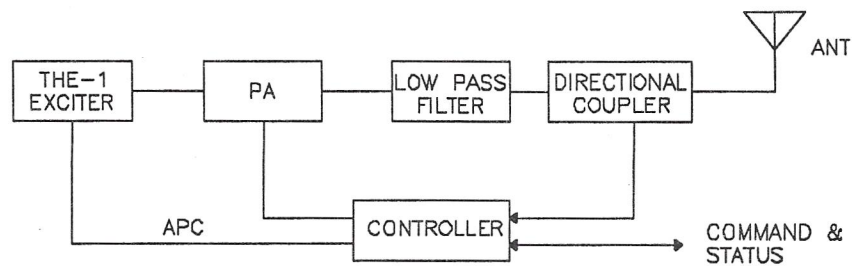 ANT
THE-1
EXCITER
PA
LOW PASS
FILTER
DIRECTIONAL
COUPLER
APC
CONTROLLER
COMMAND &
STATUS